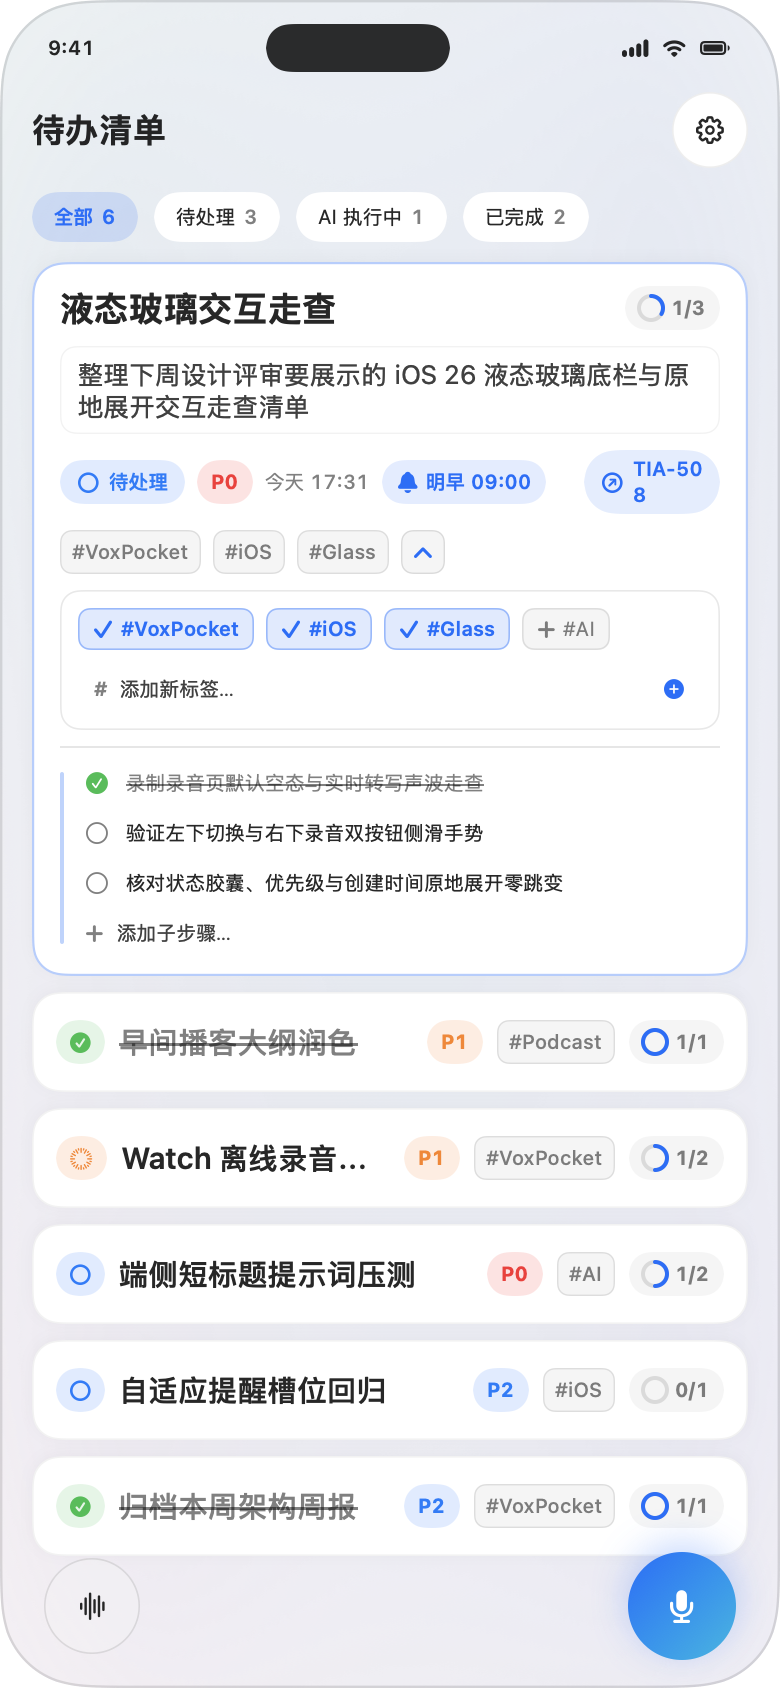 9:41
待办清单
全部 6
待处理 3
AI 执行中 1
已完成 2
液态玻璃交互走查
1/3
整理下周设计评审要展示的 iOS 26 液态玻璃底栏与原
地展开交互走查清单
待处理
P0
今天 17:31
明早 09:00
TIA-50
8
#VoxPocket
#iOS
#Glass
#VoxPocket
#iOS
#Glass
#AI
# 添加新标签...
录制录音页默认空态与实时转写声波走查
验证左下切换与右下录音双按钮侧滑手势
核对状态胶囊、优先级与创建时间原地展开零跳变
添加子步骤...
早间播客大纲润色
P1
#Podcast
1/1
Watch 离线录音...
P1
#VoxPocket
1/2
端侧短标题提示词压测
P0
#AI
1/2
自适应提醒槽位回归
P2
#iOS
0/1
归档本周架构周报
P2
#VoxPocket
1/1